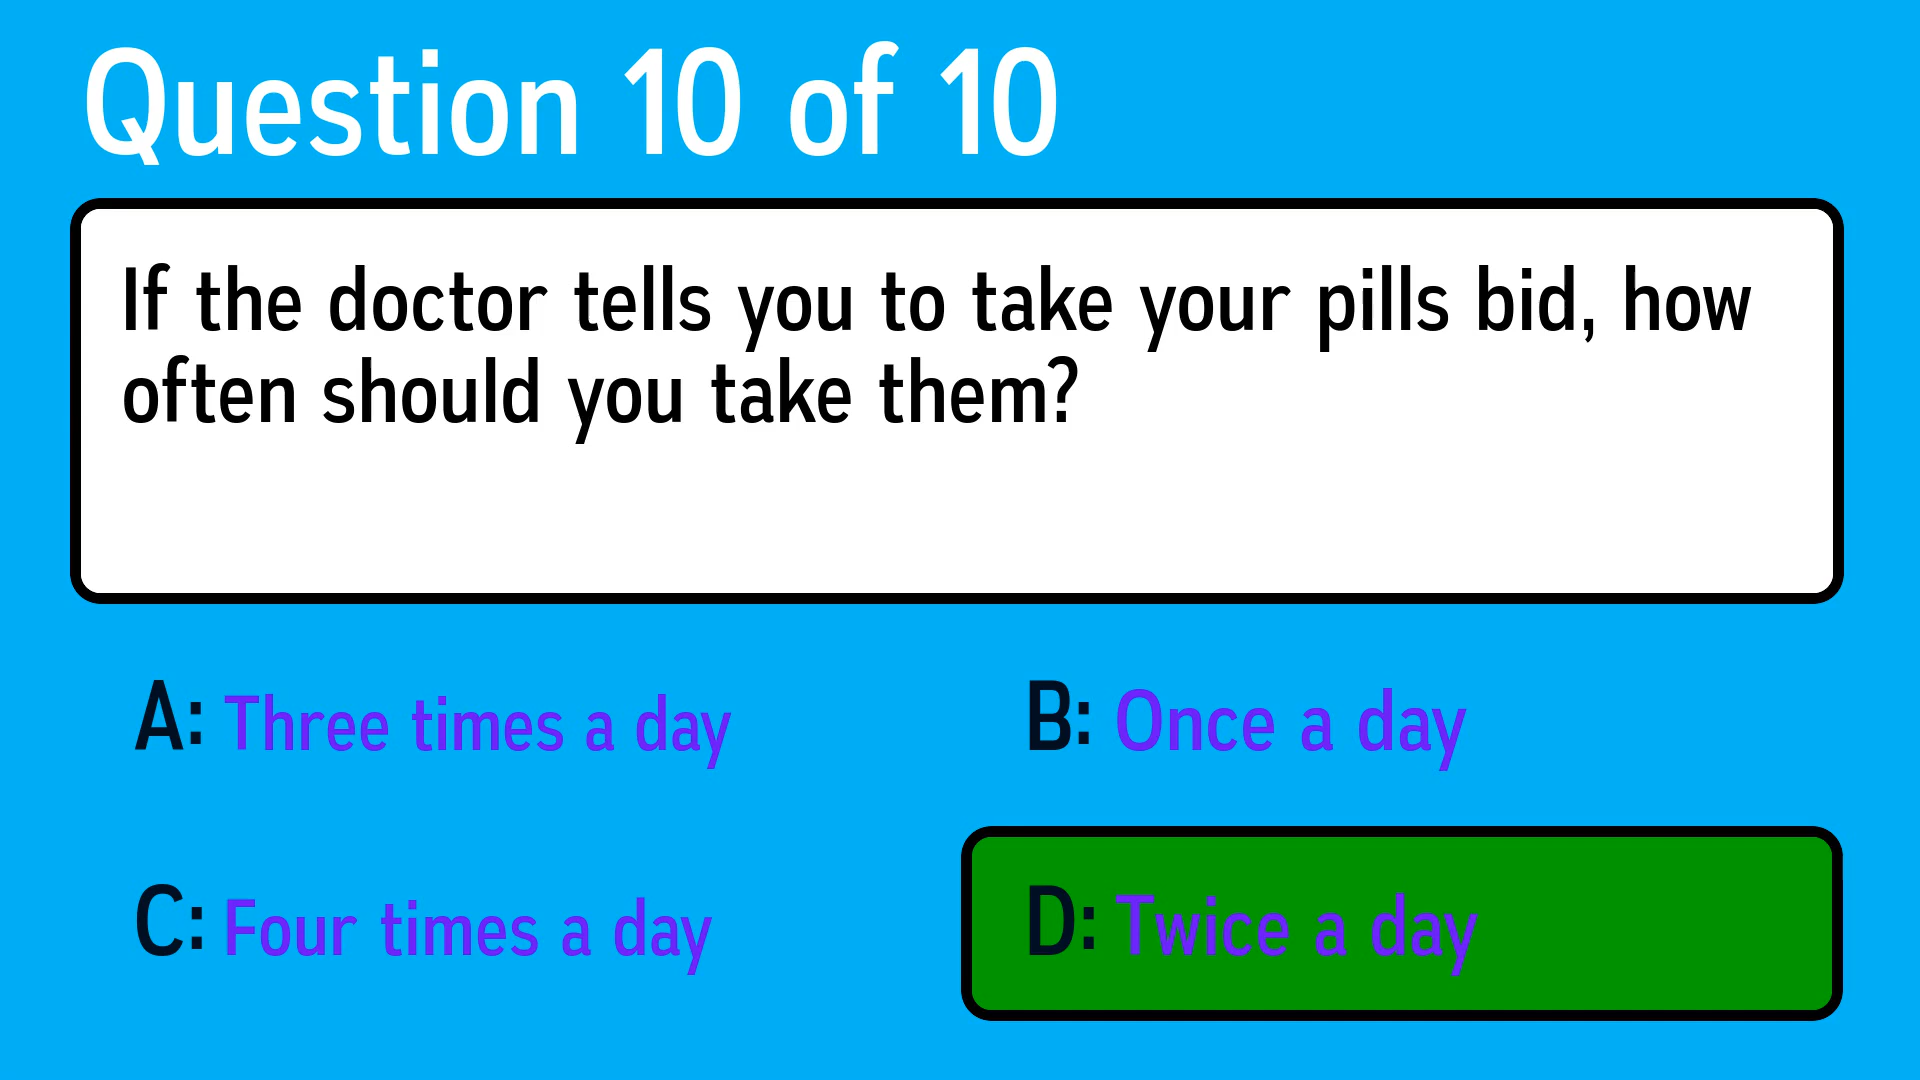 Question 10 of 10
If the doctor tells you to take your pills bid, how
often should you take them?
A: Three times a day
B: Once a day
C: Four times a day
D: Twice a day